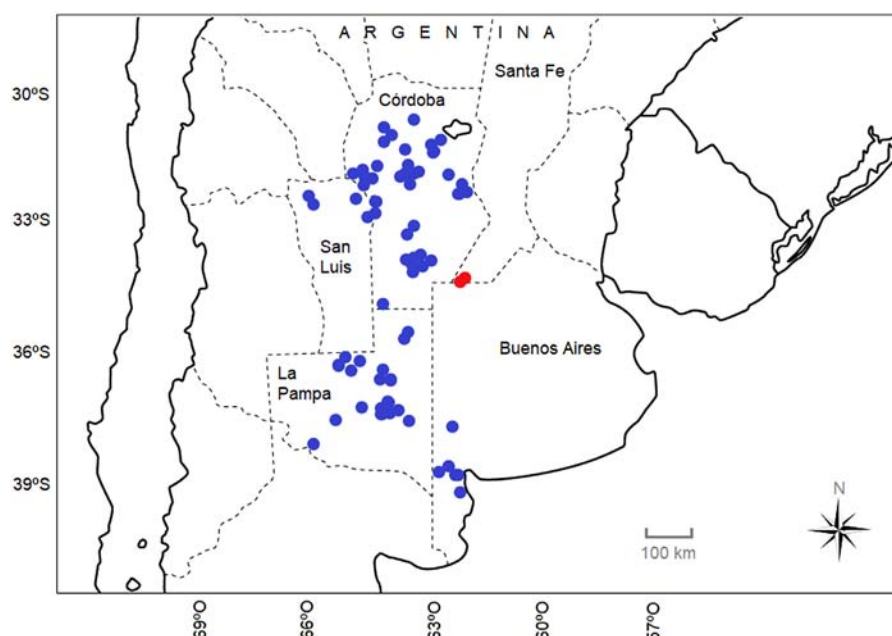 A R G E N T I N A
Santa Fe
30ºS
Córdoba
33ºS
San
Luis
36ºS
Buenos Aires
La
Pampa
39ºS
N
100 km
69ºO
66ºO
63ºO
60ºO
57ºO